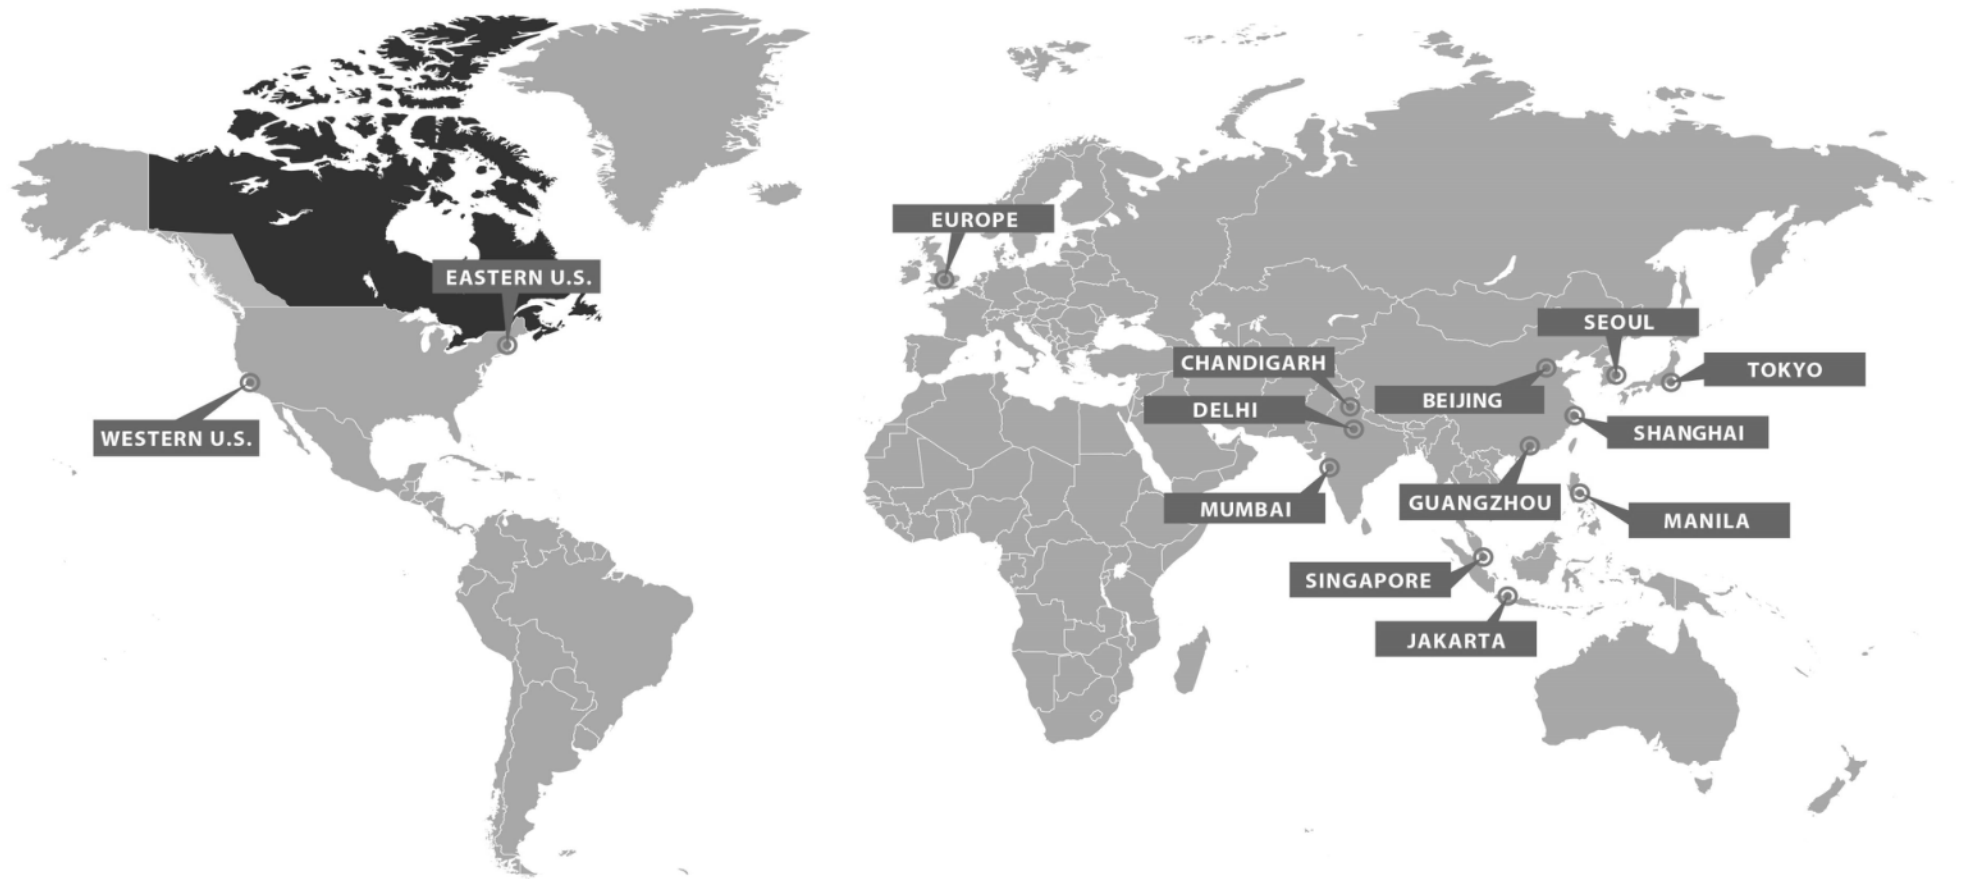 EUROPE
EASTERN U.S.
SEOUL
CHANDIGARH
TOKYO
BEIJING
DELHI
WESTERN U.S.
SHANGHAI
MUMBAI
GUANGZHOU
MANILA
SINGAPORE
JAKARTA